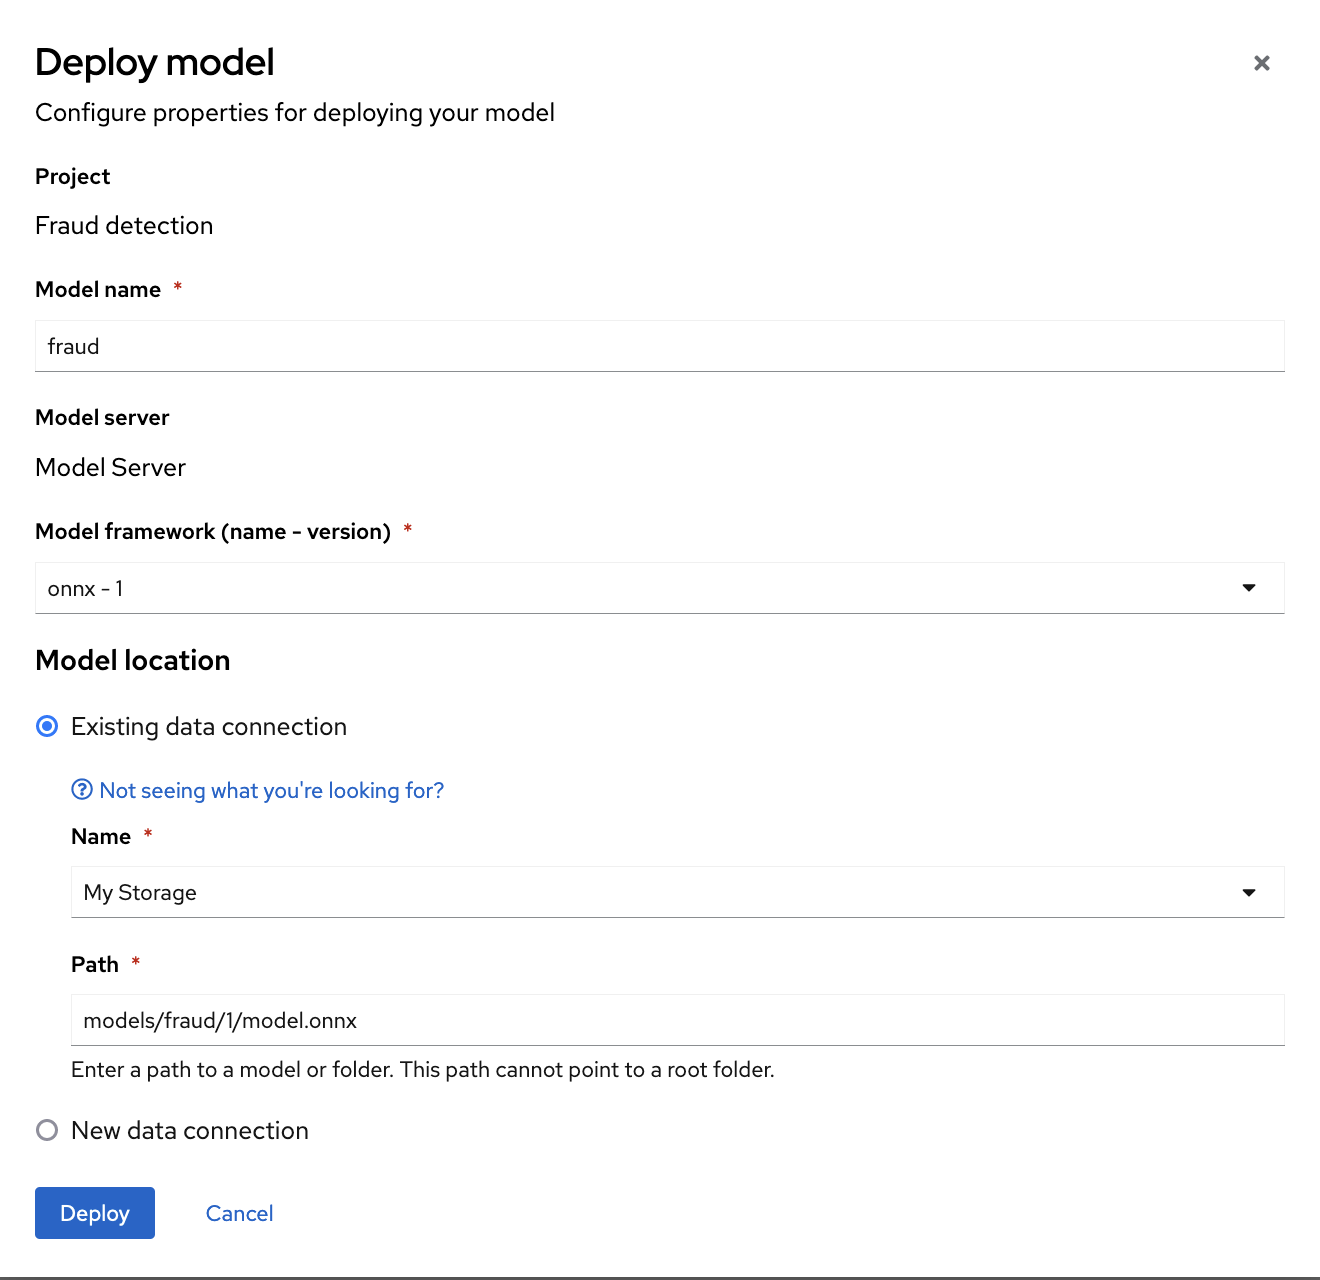 Deploy model
Configure properties for deploying your model
Project
Fraud detection
Model name *
fraud
Model server
Model Server
Model framework (name - version) *
onnx - 1
Model location
Existing data connection
Not seeing what you're looking for?
Name *
My Storage
Path *
models/fraud/1/model.onnx
Enter a path to a model or folder. This path cannot point to a root folder.
New data connection
Deploy Cancel